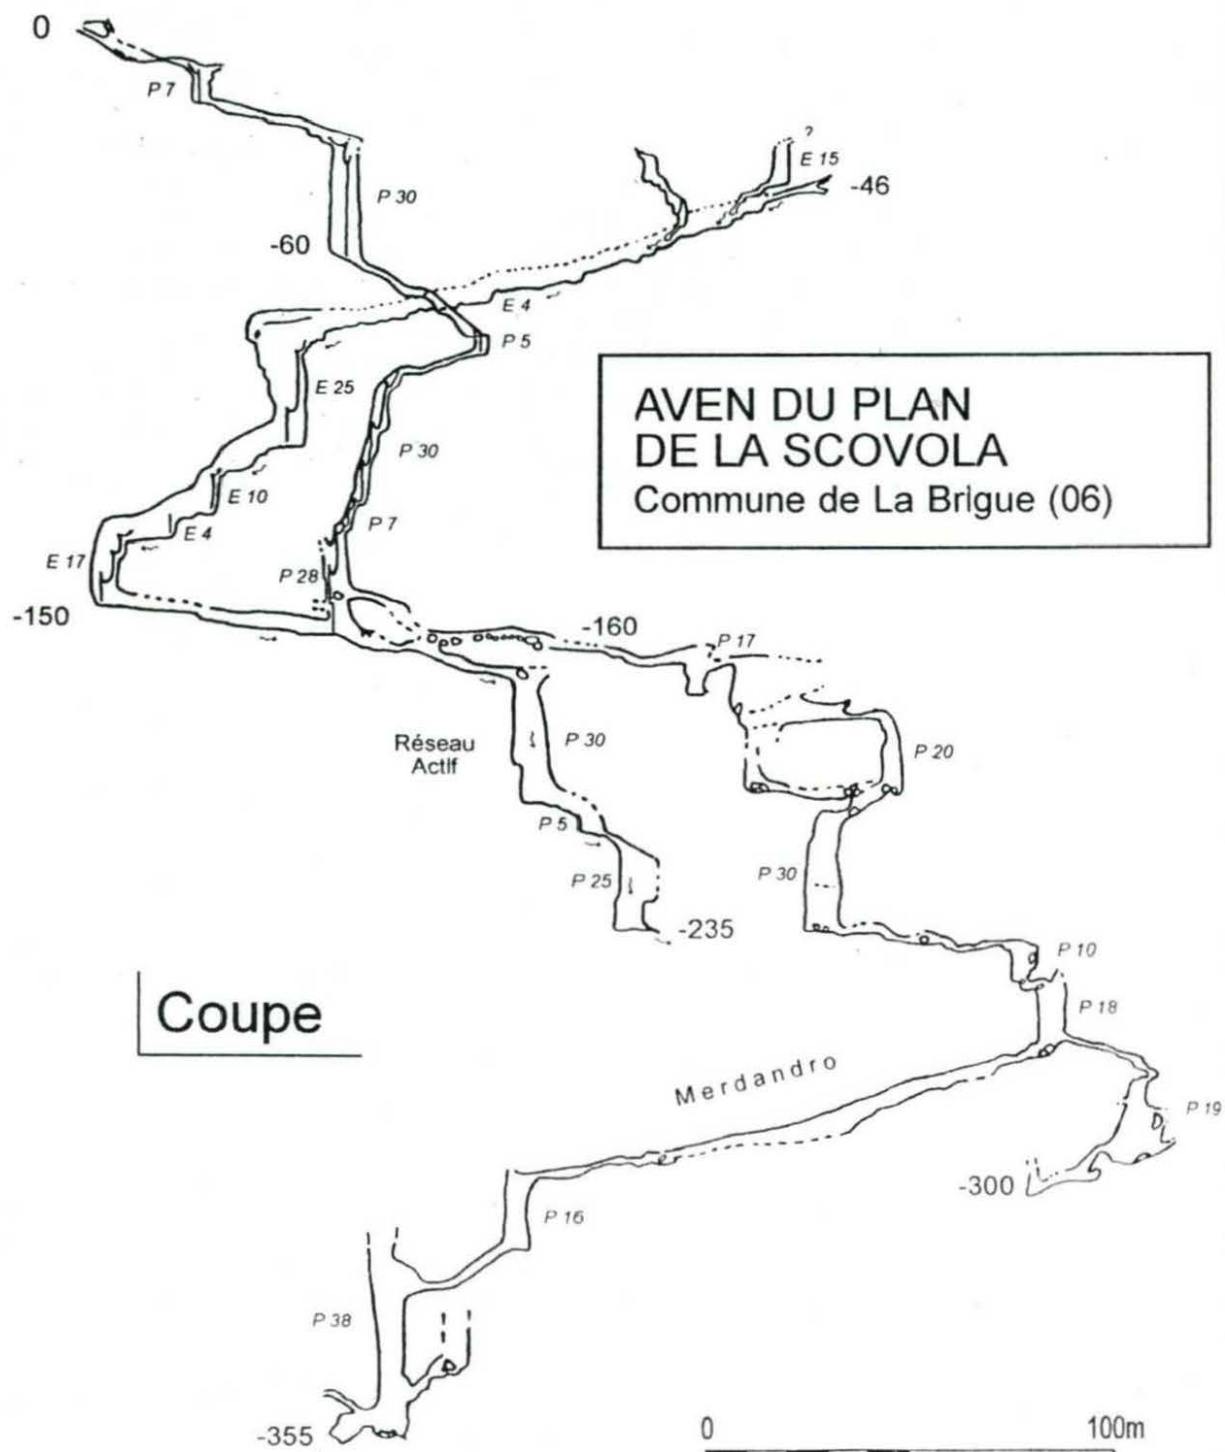 0
P 7
P 30
-60
?
E 15
-46
E 4
P 5
E 25
P 30
E 10
P 7
E 4
E 17
P 28
-150
AVEN DU PLAN
DE LA SCOVOLA
Commune de La Brigue (06)
-160
P 17
Réseau
Actif
P 30
P 20
P 5
P 25
P 30
-235
P 10
P 18
Coupe
Merdandro
P 19
-300
P 16
P 38
-355
0
100m